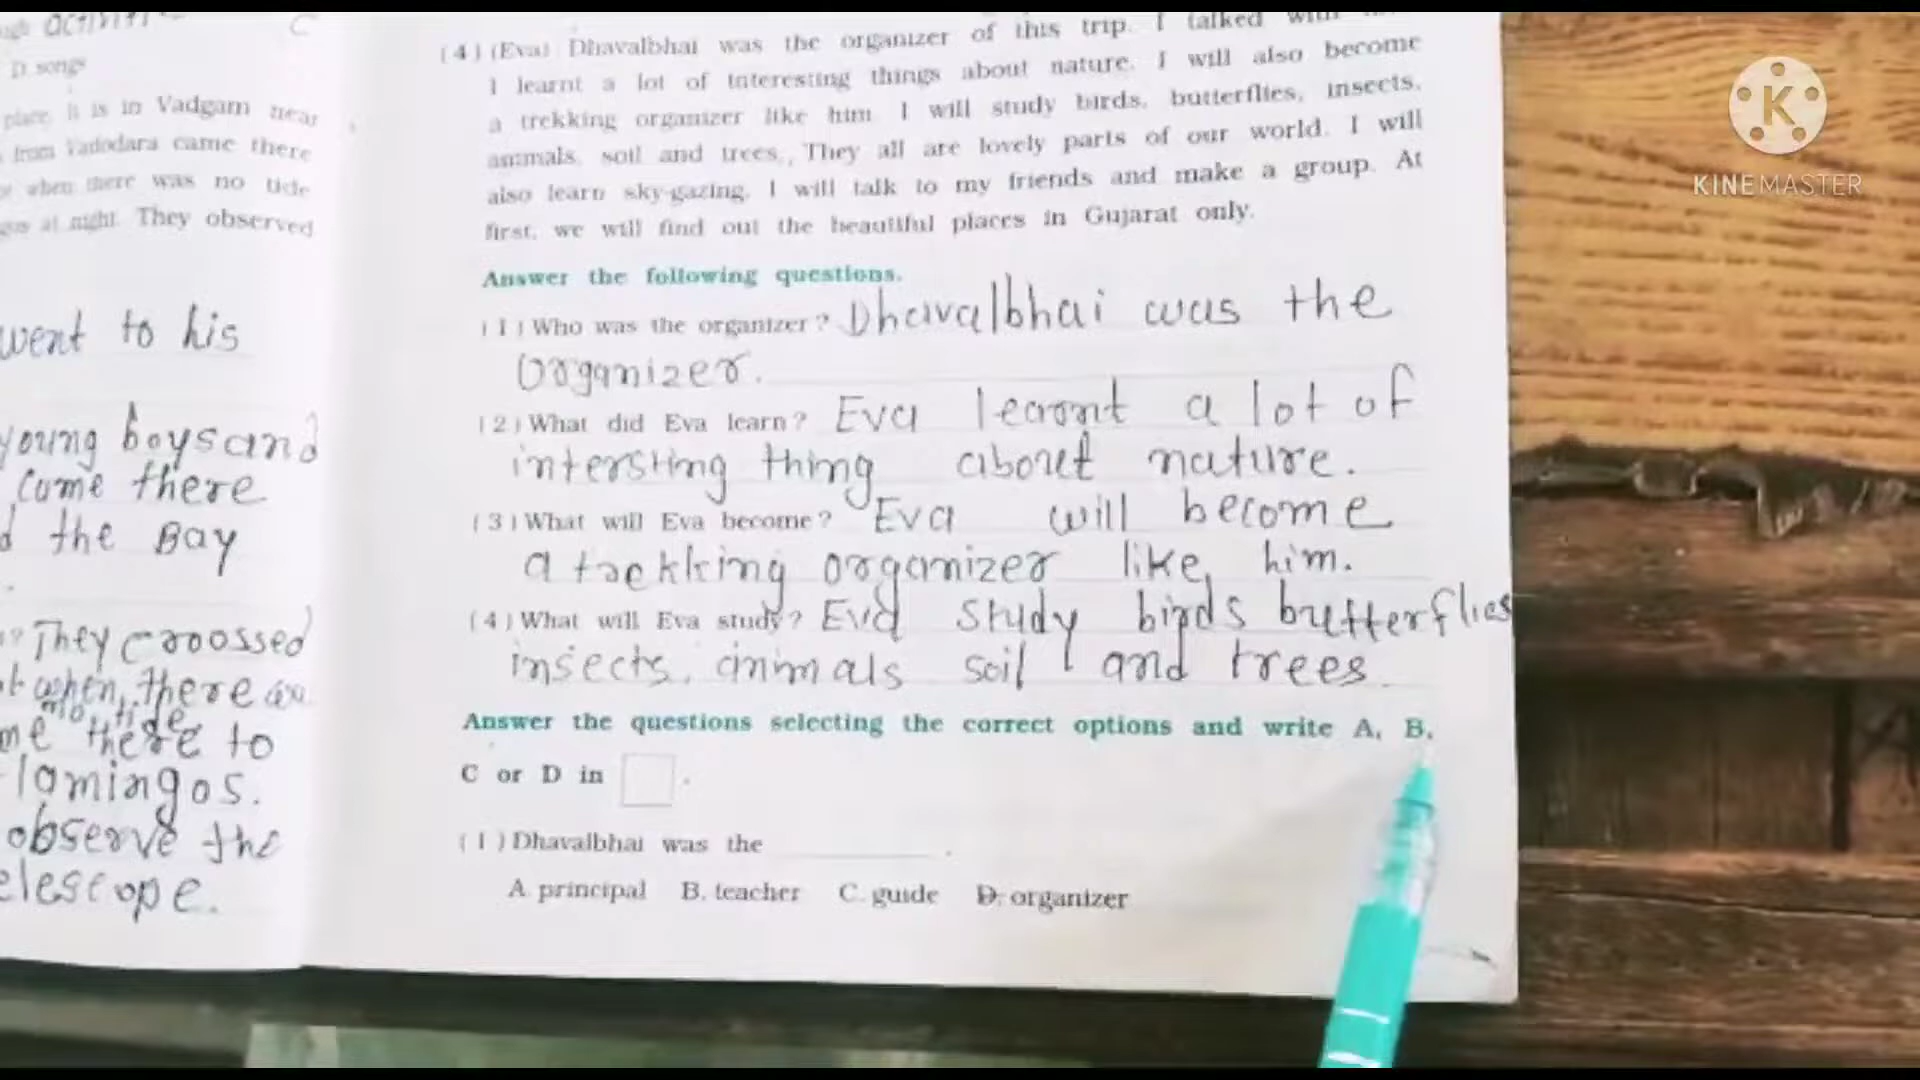 activiti
C
D songs
place. It is in Vadgam near
from Vadodara came there
when there was no tide
at night. They observed
went to his
young boys and
come there
the Bay
They croossed
when there
no tide
there to
lamingos.
observe the
elescope.
(4) (Eva) Dhavalbhai was the organizer of this trip. I talked with
I learnt a lot of interesting things about nature. I will also become
a trekking organizer like him. I will study birds, butterflies, insects,
animals, soil and trees,. They all are lovely parts of our world. I will
also learn sky-gazing. I will talk to my friends and make a group. At
first, we will find out the beautiful places in Gujarat only.
Answer the following questions.
(1) Who was the organizer? Dhavalbhai was the
organizer.
(2) What did Eva learn? Eva learnt a lot of
intersting thing about nature.
(3) What will Eva become? Eva will become
a treckking organizer like him.
(4) What will Eva study? Eva study birds butterflies
insects, animals soil and trees
Answer the questions selecting the correct options and write A, B,
C or D in .
(1) Dhavalbhai was the .
A. principal B. teacher C. guide D. organizer
K
KINEMASTER